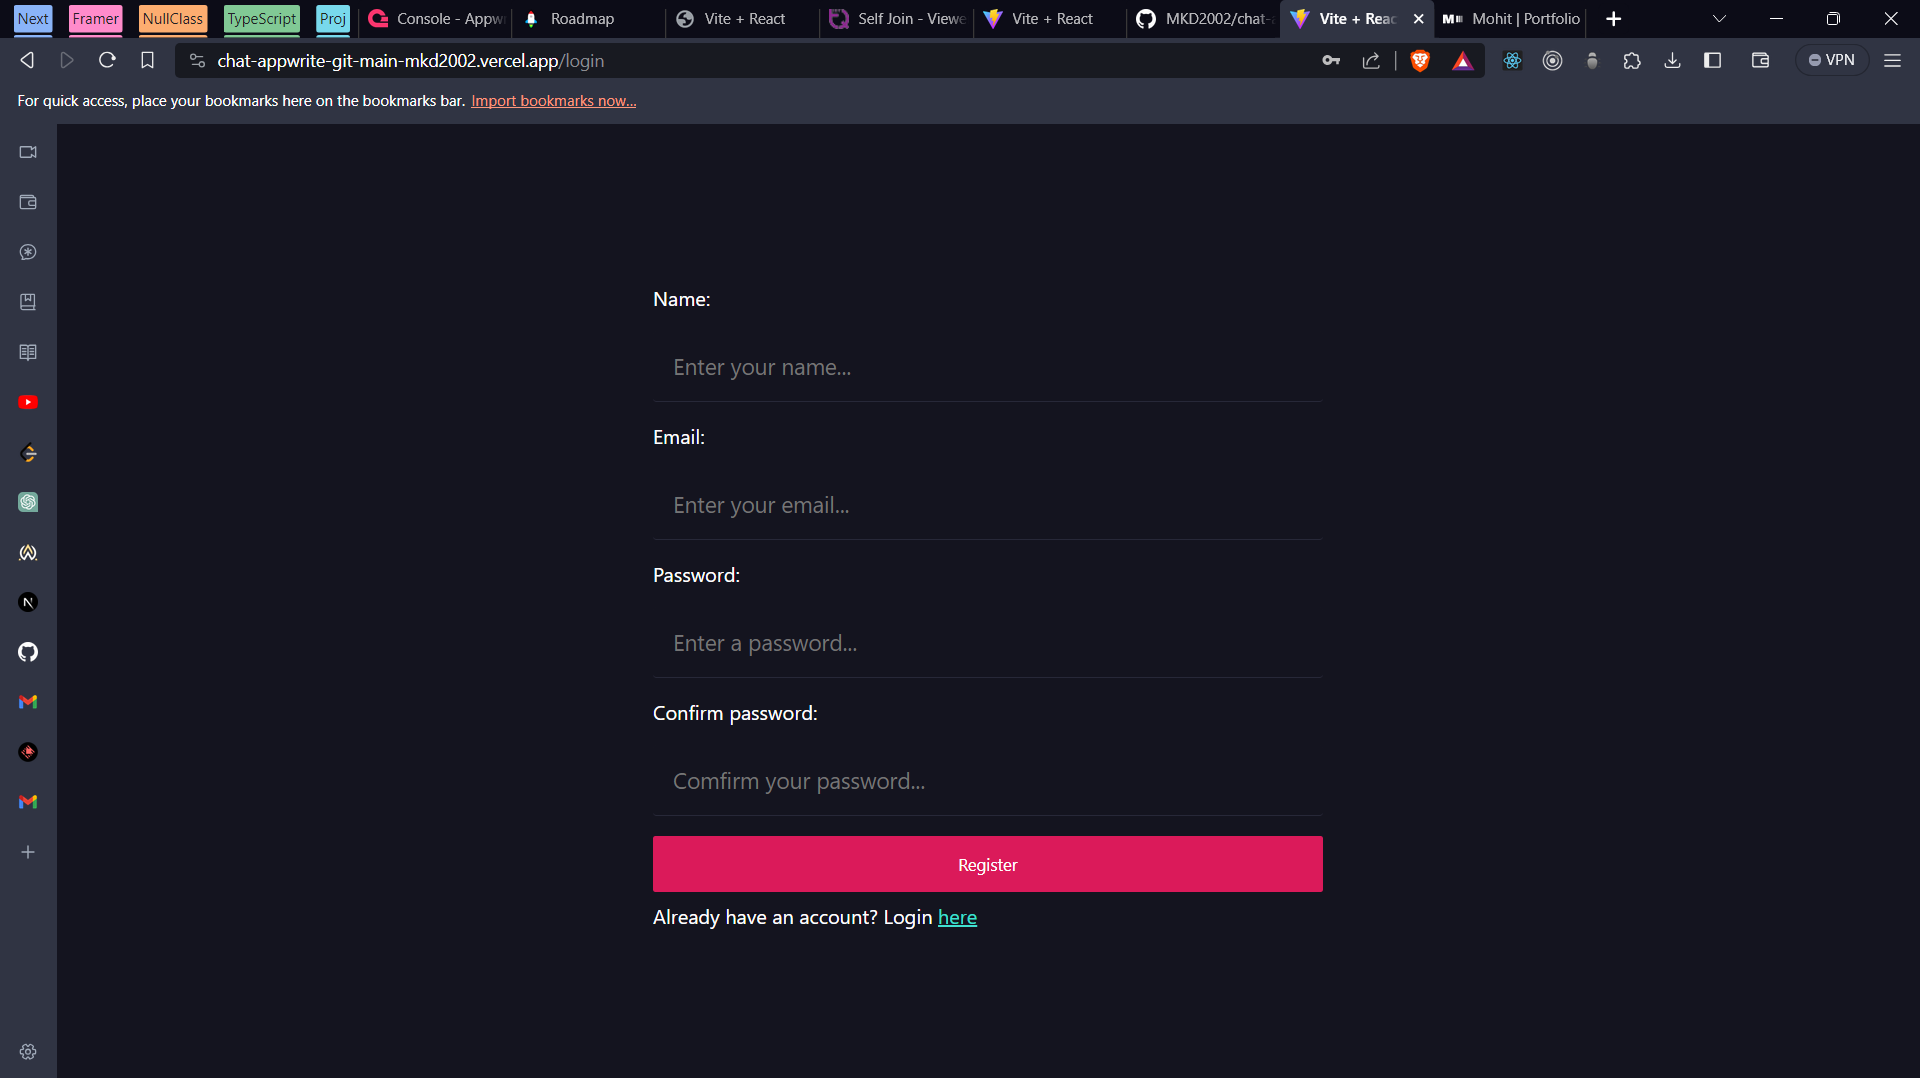 Next Framer NullClass TypeScript Proj Console - Appw Roadmap Vite + React Self Join - Viewe Vite + React MKD2002/chat- Vite + Reac Mohit | Portfolio
chat-appwrite-git-main-mkd2002.vercel.app/login VPN
For quick access, place your bookmarks here on the bookmarks bar. Import bookmarks now...
Name:
Enter your name...
Email:
Enter your email...
Password:
Enter a password...
Confirm password:
Comfirm your password...
Register
Already have an account? Login here